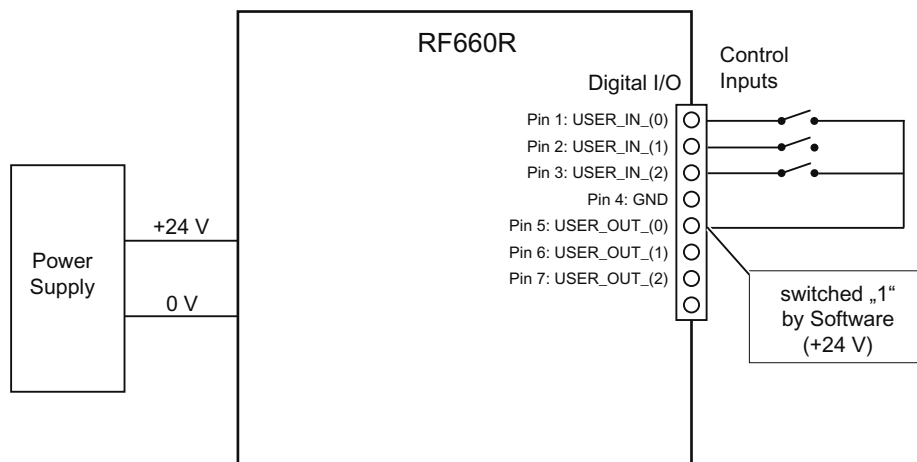 RF660R
Control
Inputs
Digital I/O
Pin 1: USER_IN_(0)
Pin 2: USER_IN_(1)
Pin 3: USER_IN_(2)
Pin 4: GND
Pin 5: USER_OUT_(0)
Pin 6: USER_OUT_(1)
Pin 7: USER_OUT_(2)
+24 V
Power
Supply
0 V
switched „1“
by Software
(+24 V)